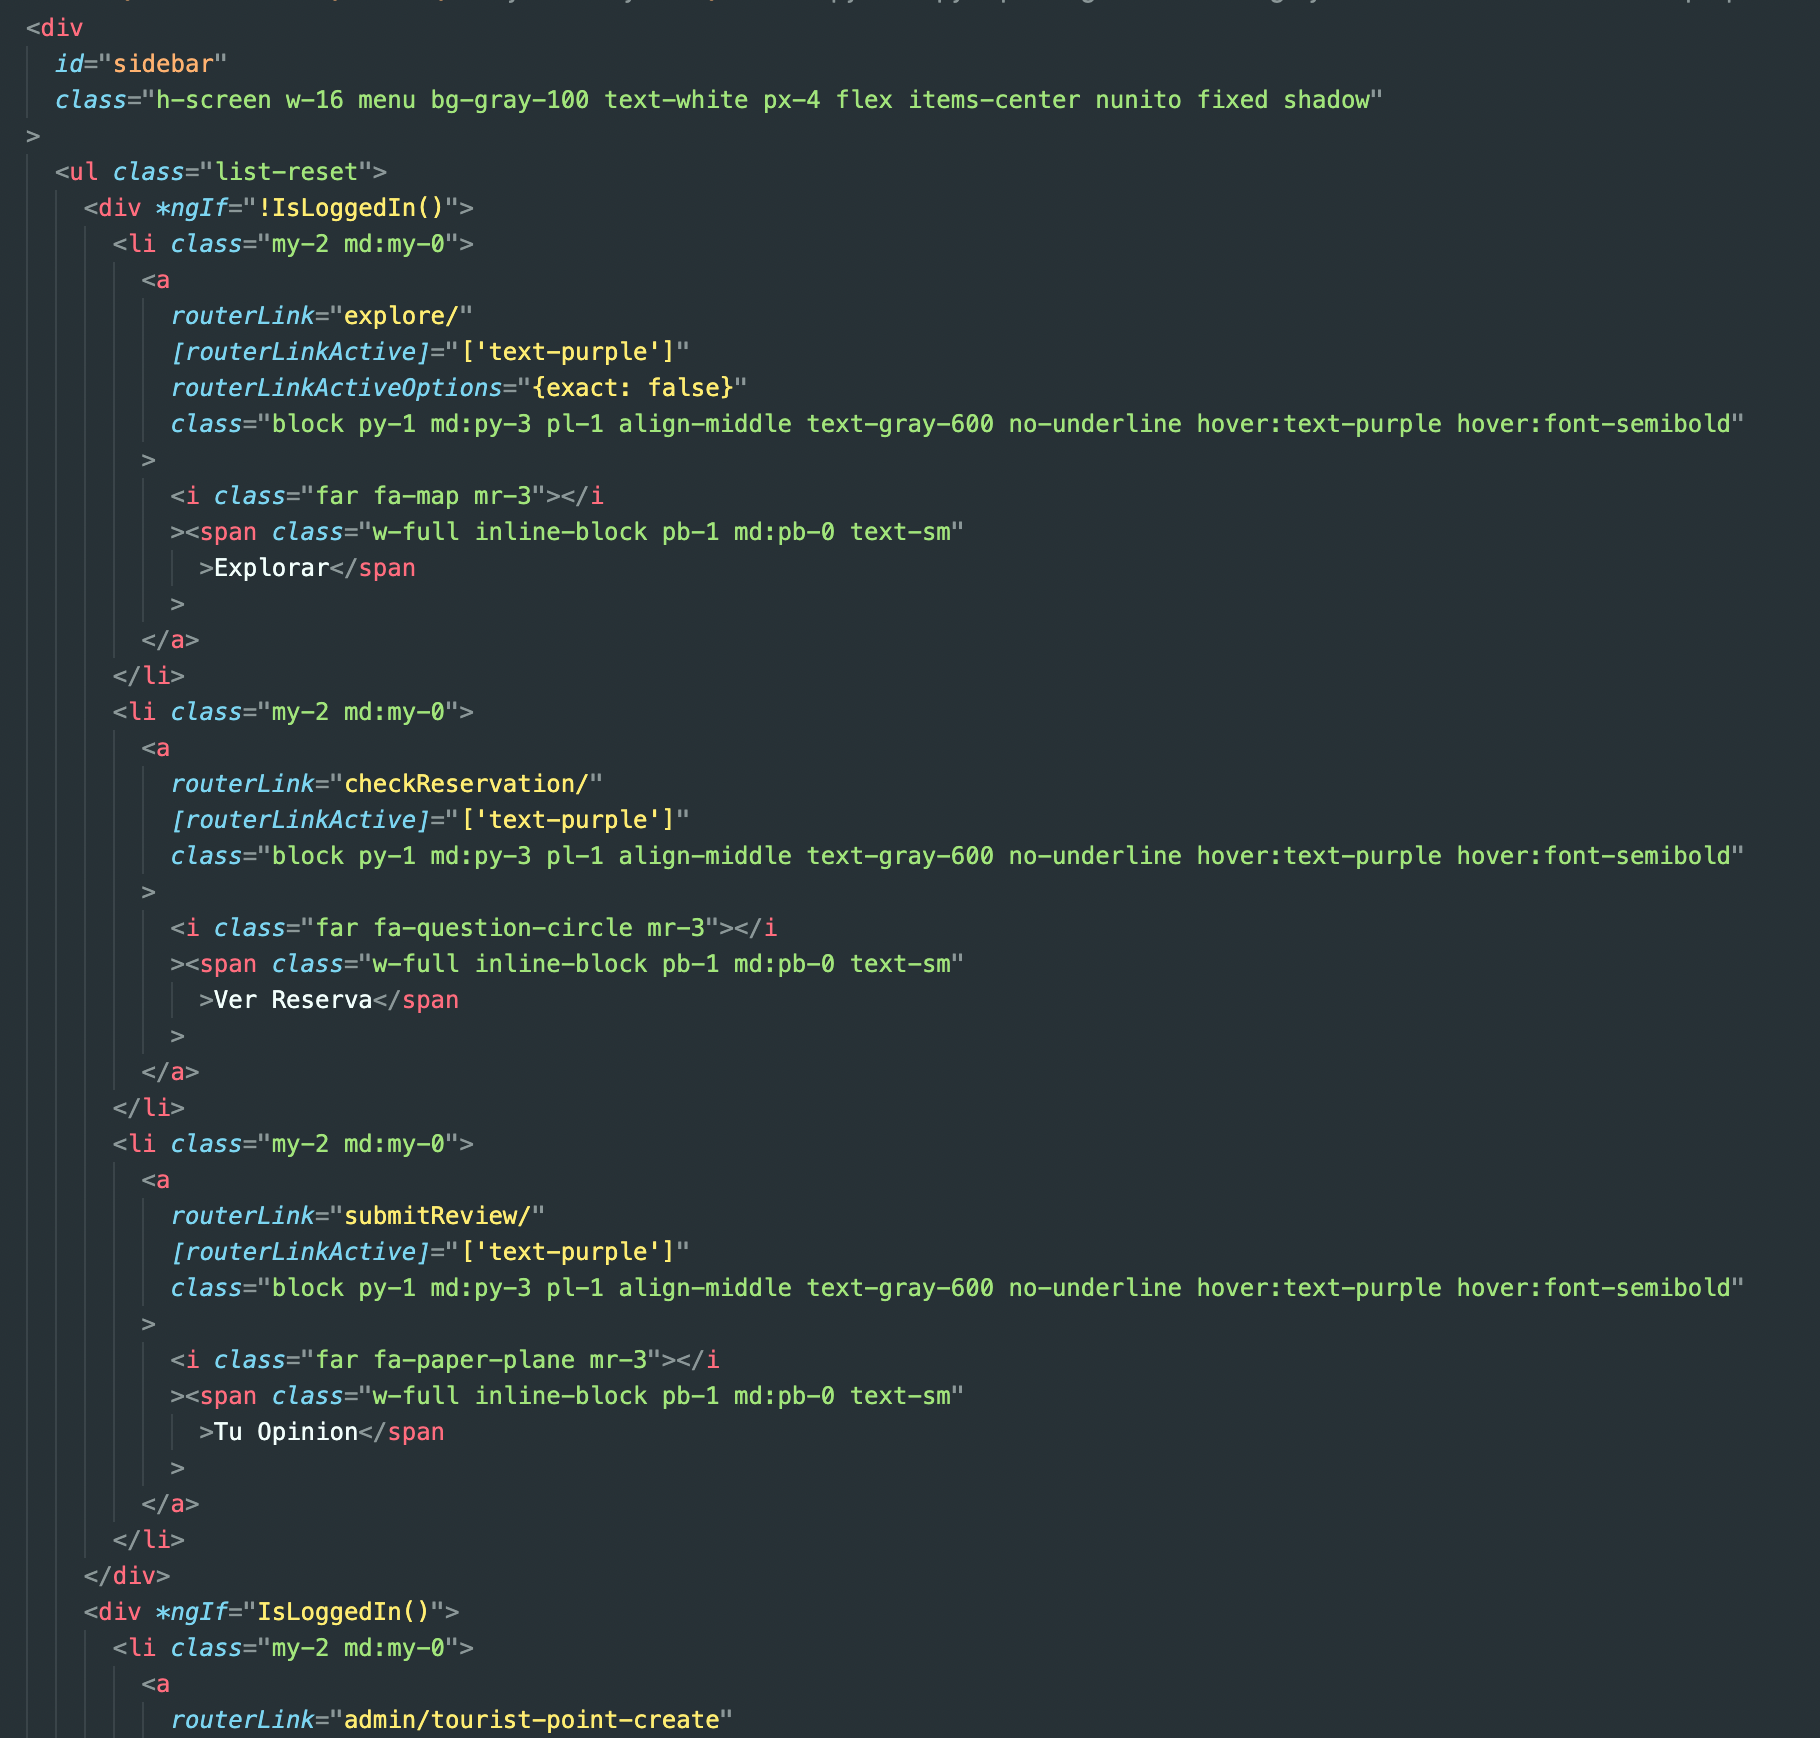 <div
id="sidebar"
class="h-screen w-16 menu bg-gray-100 text-white px-4 flex items-center nunito fixed shadow"
>
<ul class="list-reset">
<div *ngIf="!IsLoggedIn()">
<li class="my-2 md:my-0">
<a
routerLink="explore/"
[routerLinkActive]="['text-purple']"
routerLinkActiveOptions="{exact: false}"
class="block py-1 md:py-3 pl-1 align-middle text-gray-600 no-underline hover:text-purple hover:font-semibold"
>
<i class="far fa-map mr-3"></i
><span class="w-full inline-block pb-1 md:pb-0 text-sm"
>Explorar</span
>
</a>
</li>
<li class="my-2 md:my-0">
<a
routerLink="checkReservation/"
[routerLinkActive]="['text-purple']"
class="block py-1 md:py-3 pl-1 align-middle text-gray-600 no-underline hover:text-purple hover:font-semibold"
>
<i class="far fa-question-circle mr-3"></i
><span class="w-full inline-block pb-1 md:pb-0 text-sm"
>Ver Reserva</span
>
</a>
</li>
<li class="my-2 md:my-0">
<a
routerLink="submitReview/"
[routerLinkActive]="['text-purple']"
class="block py-1 md:py-3 pl-1 align-middle text-gray-600 no-underline hover:text-purple hover:font-semibold"
>
<i class="far fa-paper-plane mr-3"></i
><span class="w-full inline-block pb-1 md:pb-0 text-sm"
>Tu Opinion</span
>
</a>
</li>
</div>
<div *ngIf="IsLoggedIn()">
<li class="my-2 md:my-0">
<a
routerLink="admin/tourist-point-create"